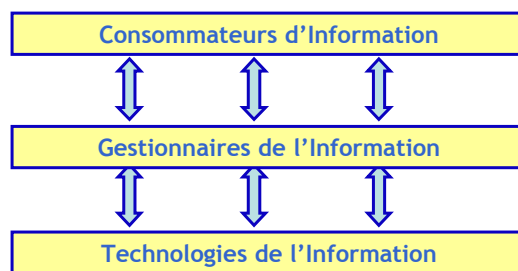 Consommateurs d’Information
Gestionnaires de l’Information
Technologies de l’Information